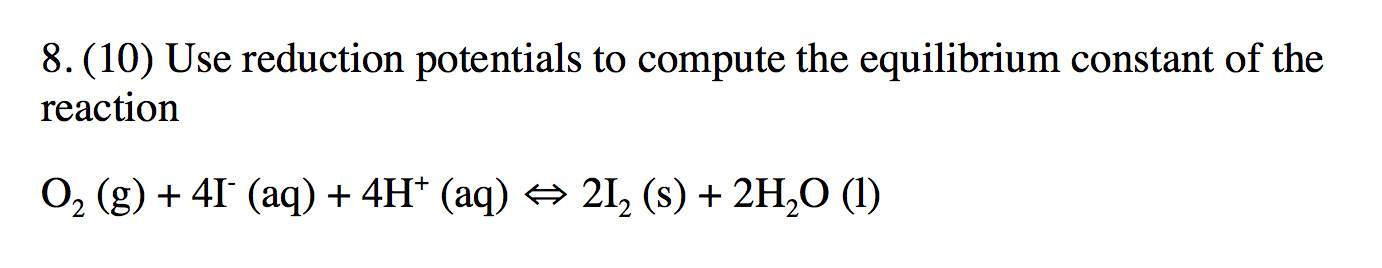 8. (10) Use reduction potentials to compute the equilibrium constant of the
reaction
O₂ (g) + 4I⁻ (aq) + 4H⁺ (aq) ⇔ 2I₂ (s) + 2H₂O (l)